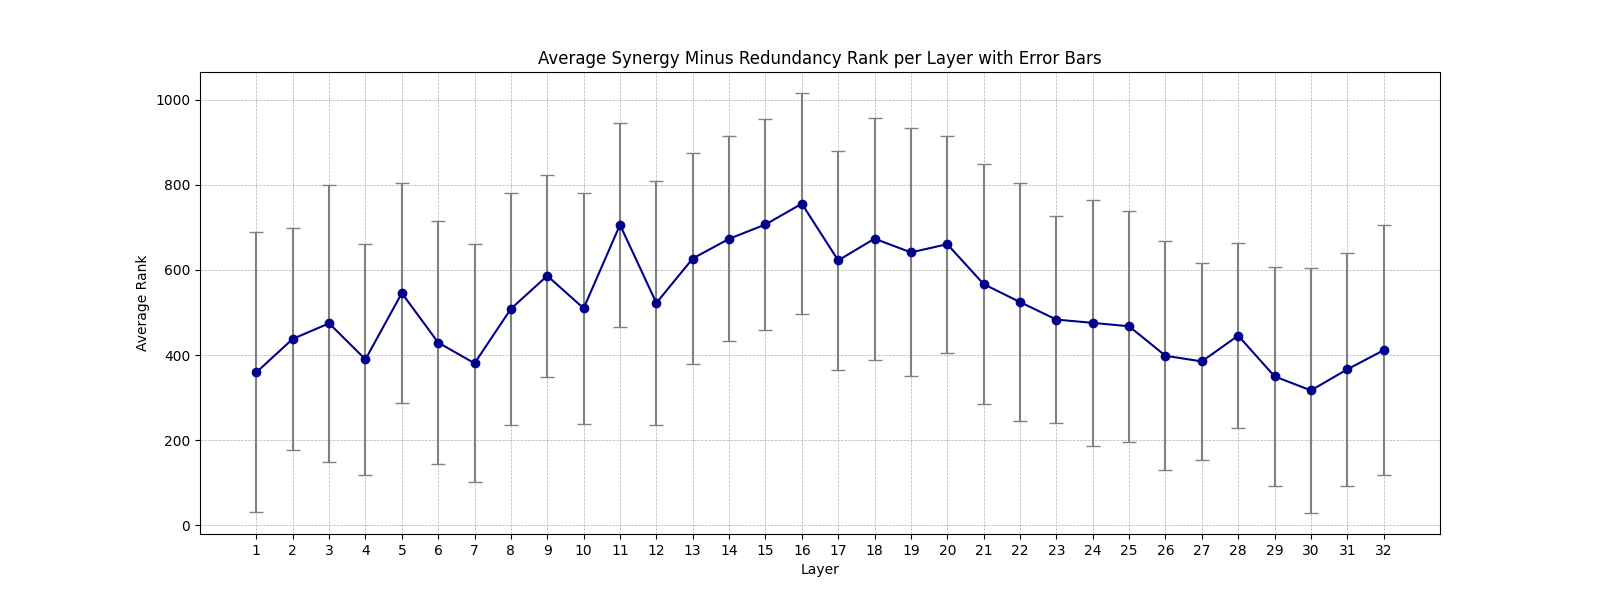 Average Synergy Minus Redundancy Rank per Layer with Error Bars
Average Rank
1000
800
600
400
200
0
1 2 3 4 5 6 7 8 9 10 11 12 13 14 15 16 17 18 19 20 21 22 23 24 25 26 27 28 29 30 31 32
Layer